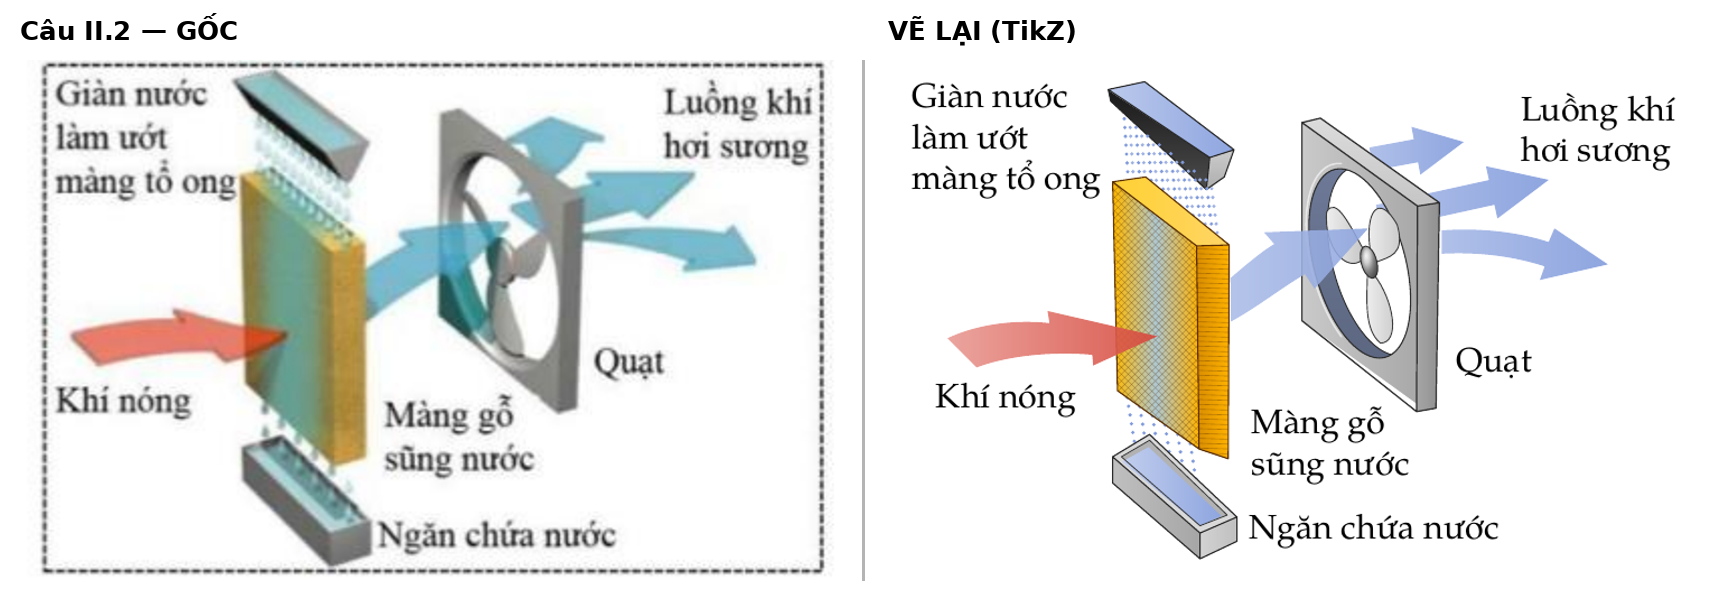 Câu II.2 — GỐC
Giàn nước
làm ướt
màng tổ ong
Luồng khí
hơi sương
Khí nóng
Quạt
Màng gỗ
sũng nước
Ngăn chứa nước
VẼ LẠI (TikZ)
Giàn nước
làm ướt
màng tổ ong
Luồng khí
hơi sương
Khí nóng
Quạt
Màng gỗ
sũng nước
Ngăn chứa nước